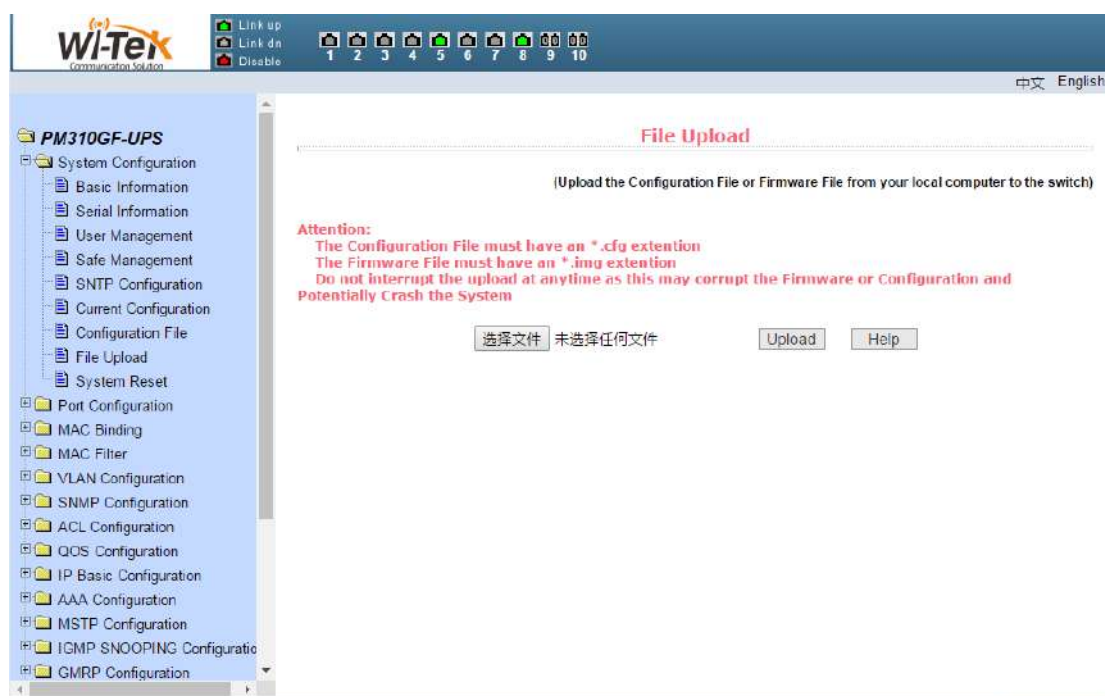 WI-TeK
Communication Solution
Link up
Link dn
Disable
1 2 3 4 5 6 7 8 9 10
中文 English
PM310GF-UPS
System Configuration
Basic Information
Serial Information
User Management
Safe Management
SNTP Configuration
Current Configuration
Configuration File
File Upload
System Reset
Port Configuration
MAC Binding
MAC Filter
VLAN Configuration
SNMP Configuration
ACL Configuration
QOS Configuration
IP Basic Configuration
AAA Configuration
MSTP Configuration
IGMP SNOOPING Configuratio
GMRP Configuration
File Upload
(Upload the Configuration File or Firmware File from your local computer to the switch)
Attention:
The Configuration File must have an *.cfg extention
The Firmware File must have an *.img extention
Do not interrupt the upload at anytime as this may corrupt the Firmware or Configuration and
Potentially Crash the System
选择文件 未选择任何文件 Upload Help